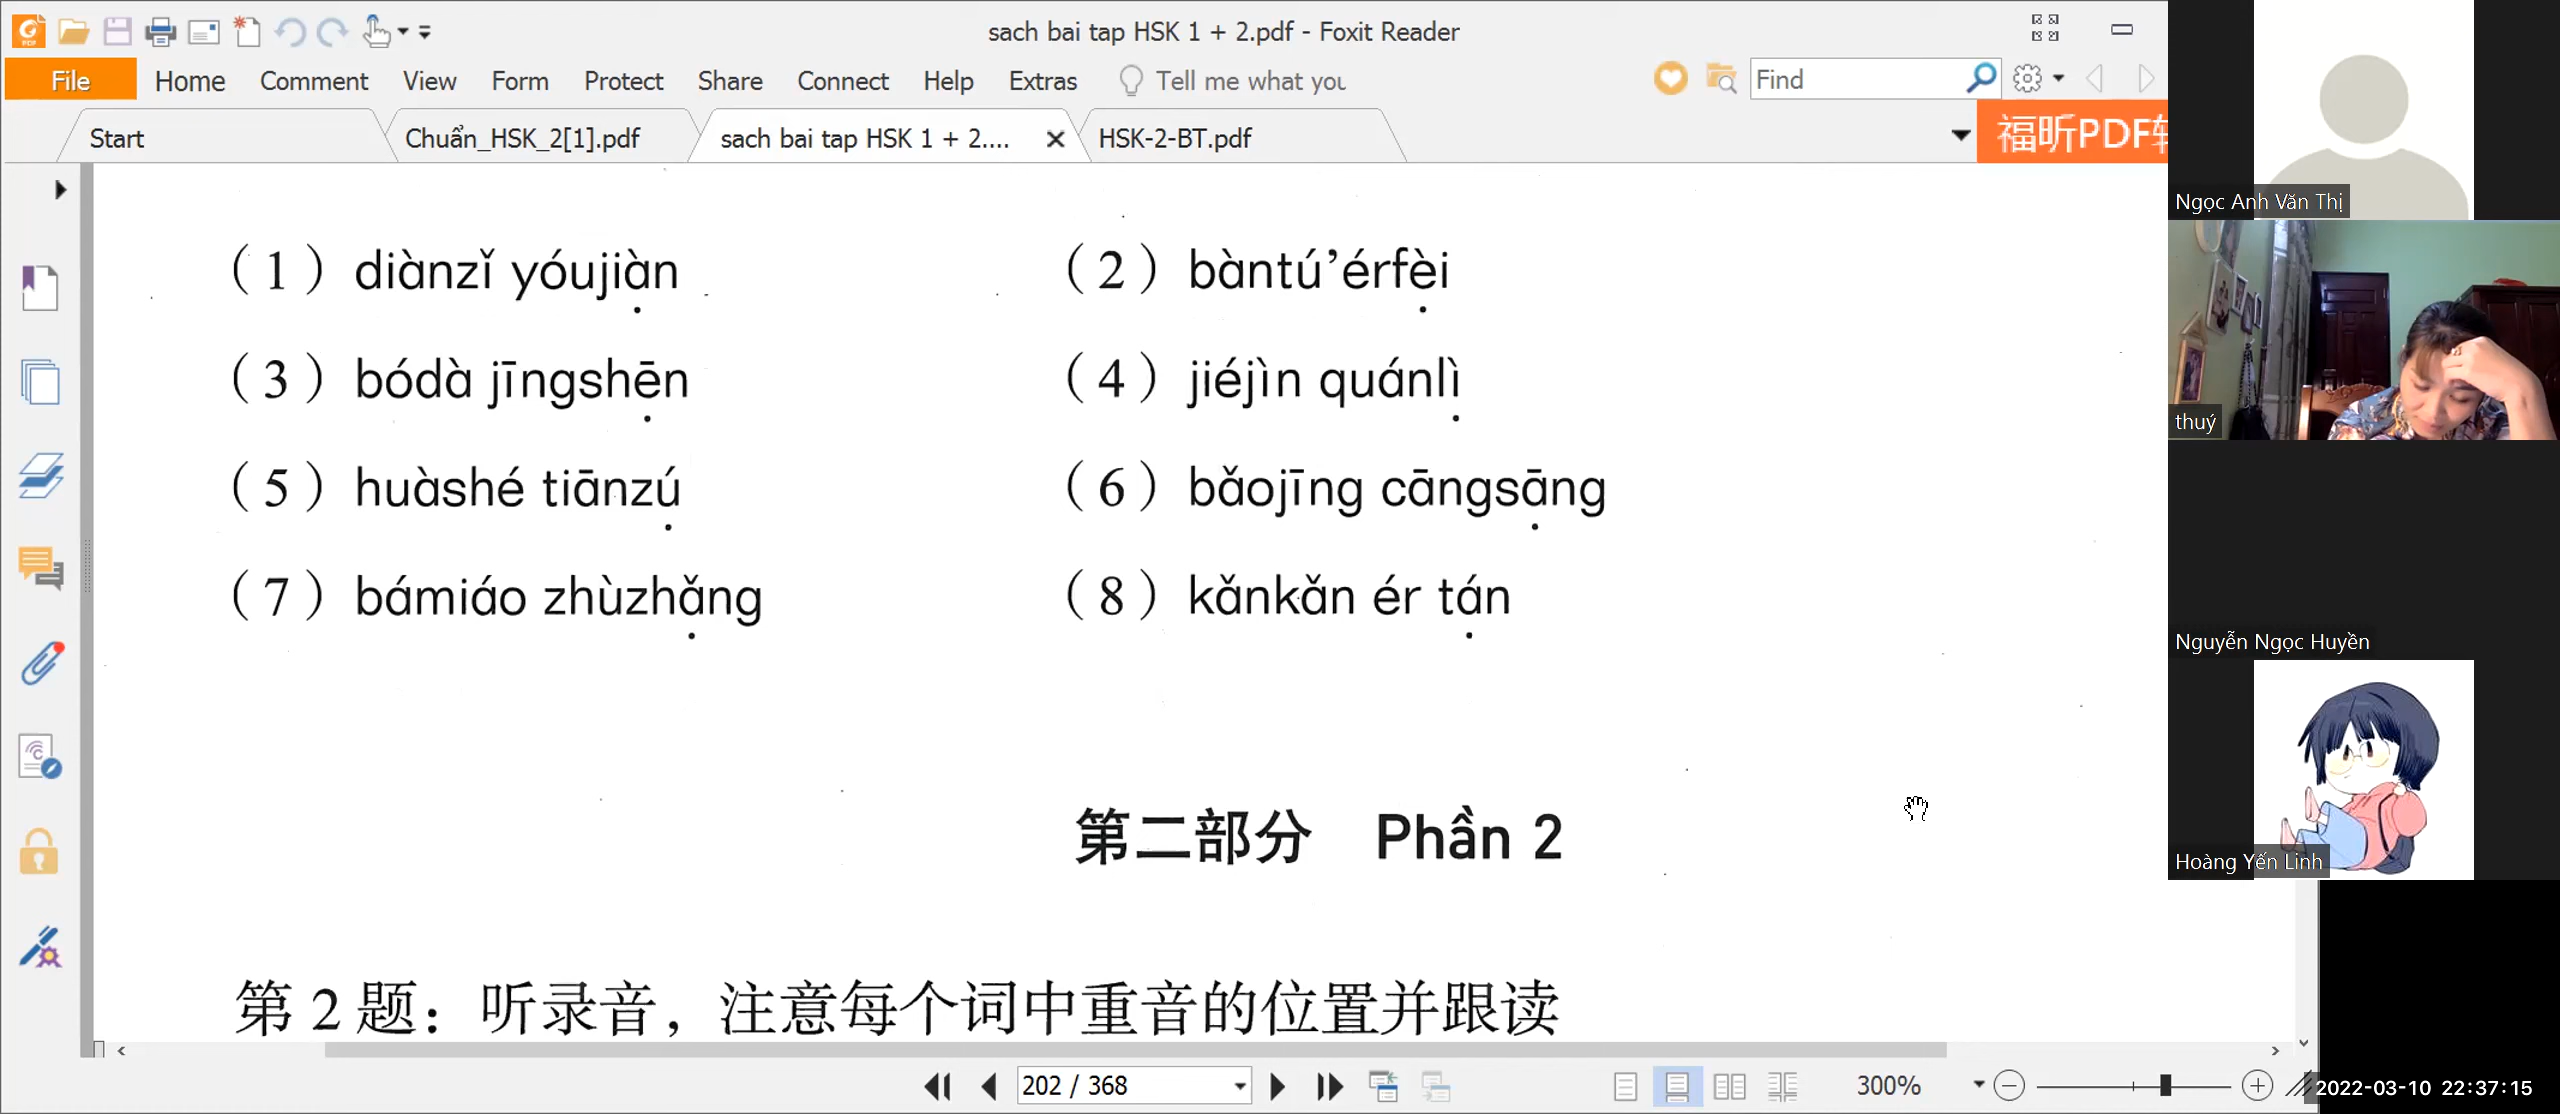 sach bai tap HSK 1 + 2.pdf - Foxit Reader
File Home Comment View Form Protect Share Connect Help Extras Tell me what you Find
Start Chuẩn_HSK_2[1].pdf sach bai tap HSK 1 + 2.... HSK-2-BT.pdf 福昕PDF
（1）diànzǐ yóujiàn （2）bàntú’érfèi
（3）bódà jīngshēn （4）jiéjìn quánlì
（5）huàshé tiānzú （6）bǎojīng cāngsāng
（7）bámiáo zhùzhǎng （8）kǎnkǎn ér tán
第二部分 Phần 2
第 2 题：听录音，注意每个词中重音的位置并跟读
202 / 368 300%
Ngọc Anh Văn Thị
thuý
Nguyễn Ngọc Huyền
Hoàng Yến Linh
2022-03-10 22:37:15